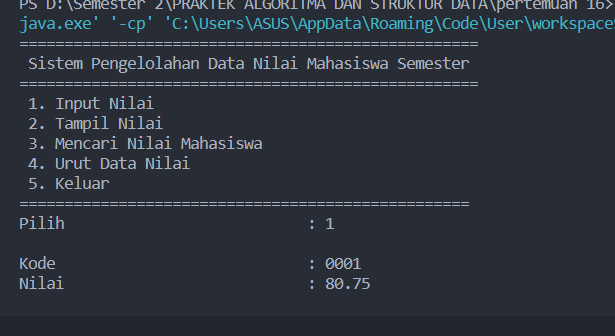 PS D:\Semester 2\PRAKTEK ALGORITMA DAN STRUKTUR DATA\pertemuan 16>
java.exe' '-cp' 'C:\Users\ASUS\AppData\Roaming\Code\User\workspaceS
===================================================
Sistem Pengelolahan Data Nilai Mahasiswa Semester
===================================================
1. Input Nilai
2. Tampil Nilai
3. Mencari Nilai Mahasiswa
4. Urut Data Nilai
5. Keluar
==================================================
Pilih : 1
Kode : 0001
Nilai : 80.75